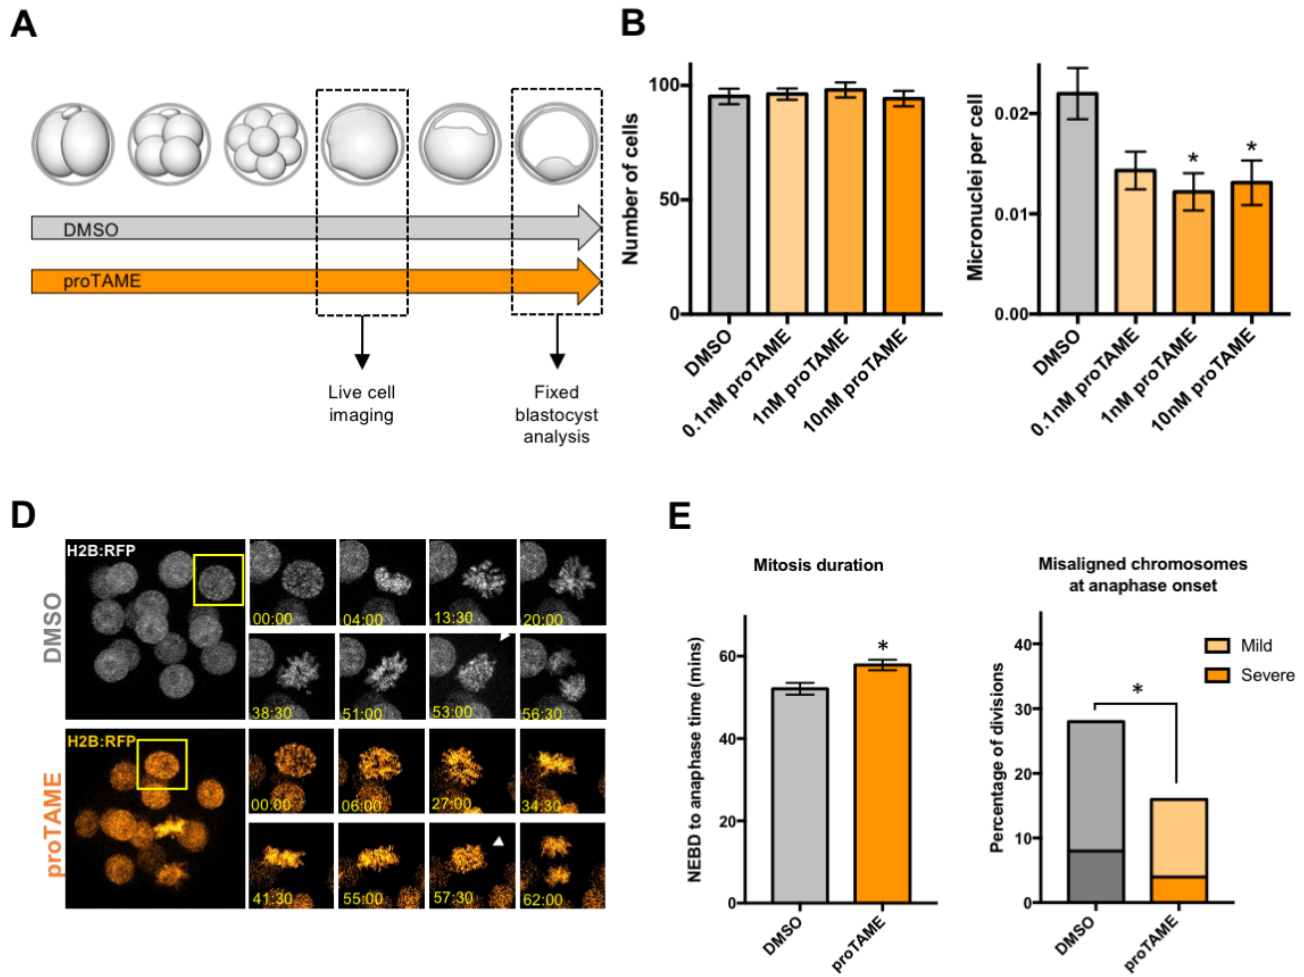 A
DMSO
proTAME
Live cell
imaging
Fixed
blastocyst
analysis
B
Number of cells
100
50
0
DMSO
0.1nM proTAME
1nM proTAME
10nM proTAME
Micronuclei per cell
0.02
0.01
0.00
*
*
DMSO
0.1nM proTAME
1nM proTAME
10nM proTAME
D
DMSO
H2B:RFP
00:00
04:00
13:30
20:00
38:30
51:00
53:00
56:30
proTAME
H2B:RFP
00:00
06:00
27:00
34:30
41:30
55:00
57:30
62:00
E
Mitosis duration
NEBD to anaphase time (mins)
60
40
20
0
*
DMSO
proTAME
Misaligned chromosomes
at anaphase onset
Percentage of divisions
40
30
20
10
0
*
Mild
Severe
DMSO
proTAME